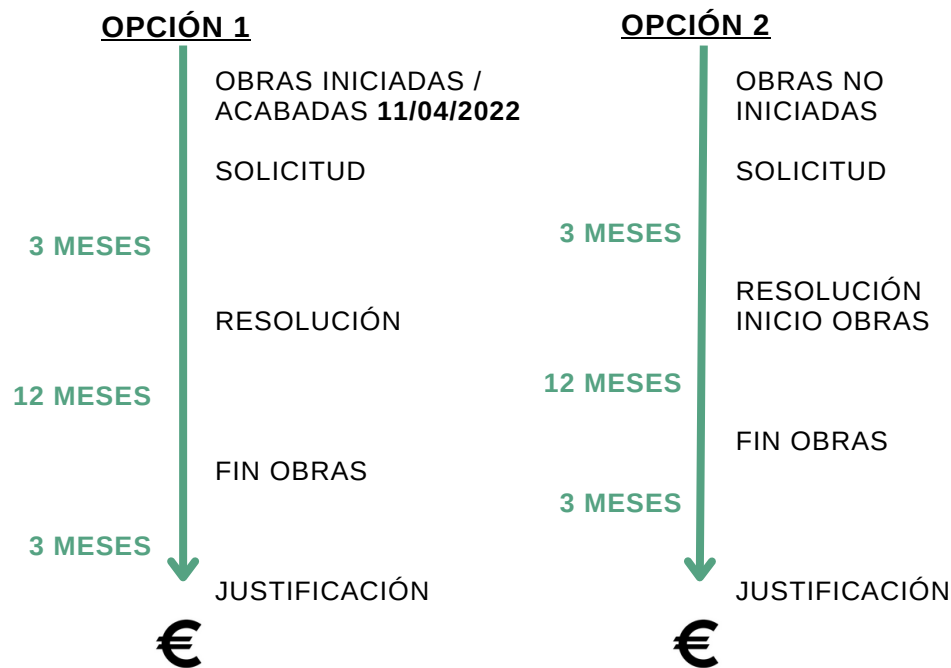 OPCIÓN 1
OBRAS INICIADAS /
ACABADAS 11/04/2022
SOLICITUD
3 MESES
RESOLUCIÓN
12 MESES
FIN OBRAS
3 MESES
JUSTIFICACIÓN
€
OPCIÓN 2
OBRAS NO
INICIADAS
SOLICITUD
3 MESES
RESOLUCIÓN
INICIO OBRAS
12 MESES
FIN OBRAS
3 MESES
JUSTIFICACIÓN
€